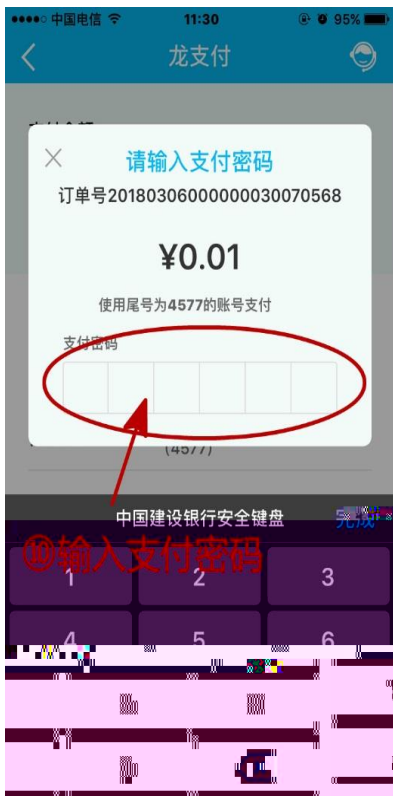 中国电信 11:30 95%
龙支付
请输入支付密码
订单号20180306000000030070568
¥0.01
使用尾号为4577的账号支付
支付密码
(4577)
中国建设银行安全键盘 完成
⑩输入支付密码
1 2 3
4 5 6